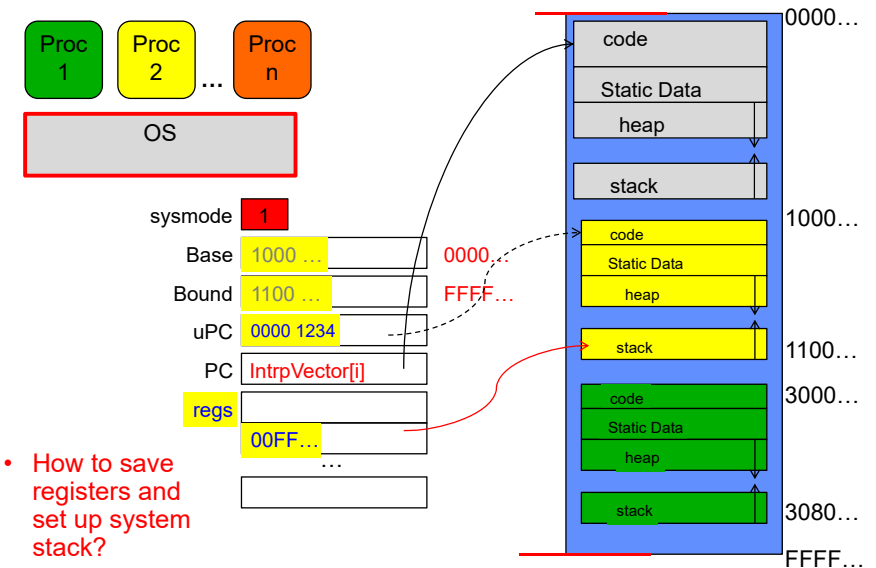 Proc
1
Proc
2
...
Proc
n
OS
sysmode 1
Base 1000 … 0000…
Bound 1100 … FFFF…
uPC 0000 1234
PC IntrpVector[i]
regs
00FF…
…
• How to save
registers and
set up system
stack?
0000…
code
Static Data
heap
stack
1000…
code
Static Data
heap
stack
1100…
3000…
code
Static Data
heap
stack
3080…
FFFF…